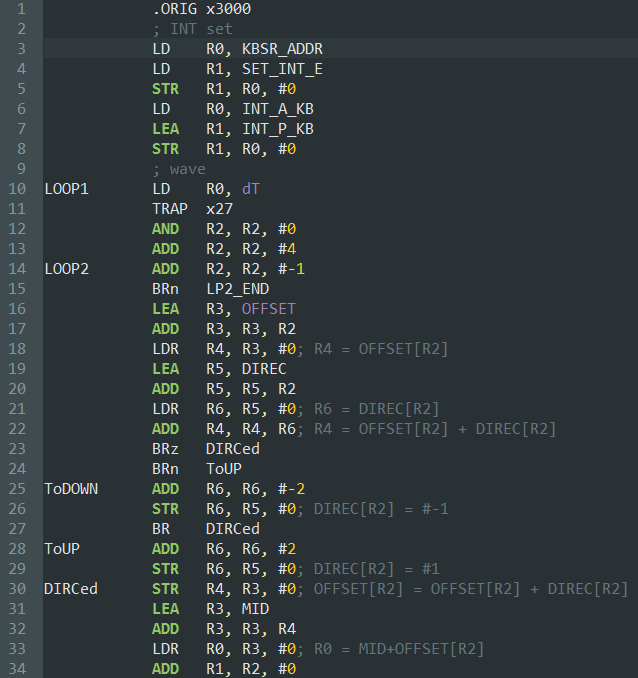 1 .ORIG x3000
2 ; INT set
3 LD R0, KBSR_ADDR
4 LD R1, SET_INT_E
5 STR R1, R0, #0
6 LD R0, INT_A_KB
7 LEA R1, INT_P_KB
8 STR R1, R0, #0
9 ; wave
10 LOOP1 LD R0, dT
11 TRAP x27
12 AND R2, R2, #0
13 ADD R2, R2, #4
14 LOOP2 ADD R2, R2, #-1
15 BRn LP2_END
16 LEA R3, OFFSET
17 ADD R3, R3, R2
18 LDR R4, R3, #0; R4 = OFFSET[R2]
19 LEA R5, DIREC
20 ADD R5, R5, R2
21 LDR R6, R5, #0; R6 = DIREC[R2]
22 ADD R4, R4, R6; R4 = OFFSET[R2] + DIREC[R2]
23 BRz DIRCed
24 BRn ToUP
25 ToDOWN ADD R6, R6, #-2
26 STR R6, R5, #0; DIREC[R2] = #-1
27 BR DIRCed
28 ToUP ADD R6, R6, #2
29 STR R6, R5, #0; DIREC[R2] = #1
30 DIRCed STR R4, R3, #0; OFFSET[R2] = OFFSET[R2] + DIREC[R2]
31 LEA R3, MID
32 ADD R3, R3, R4
33 LDR R0, R3, #0; R0 = MID+OFFSET[R2]
34 ADD R1, R2, #0